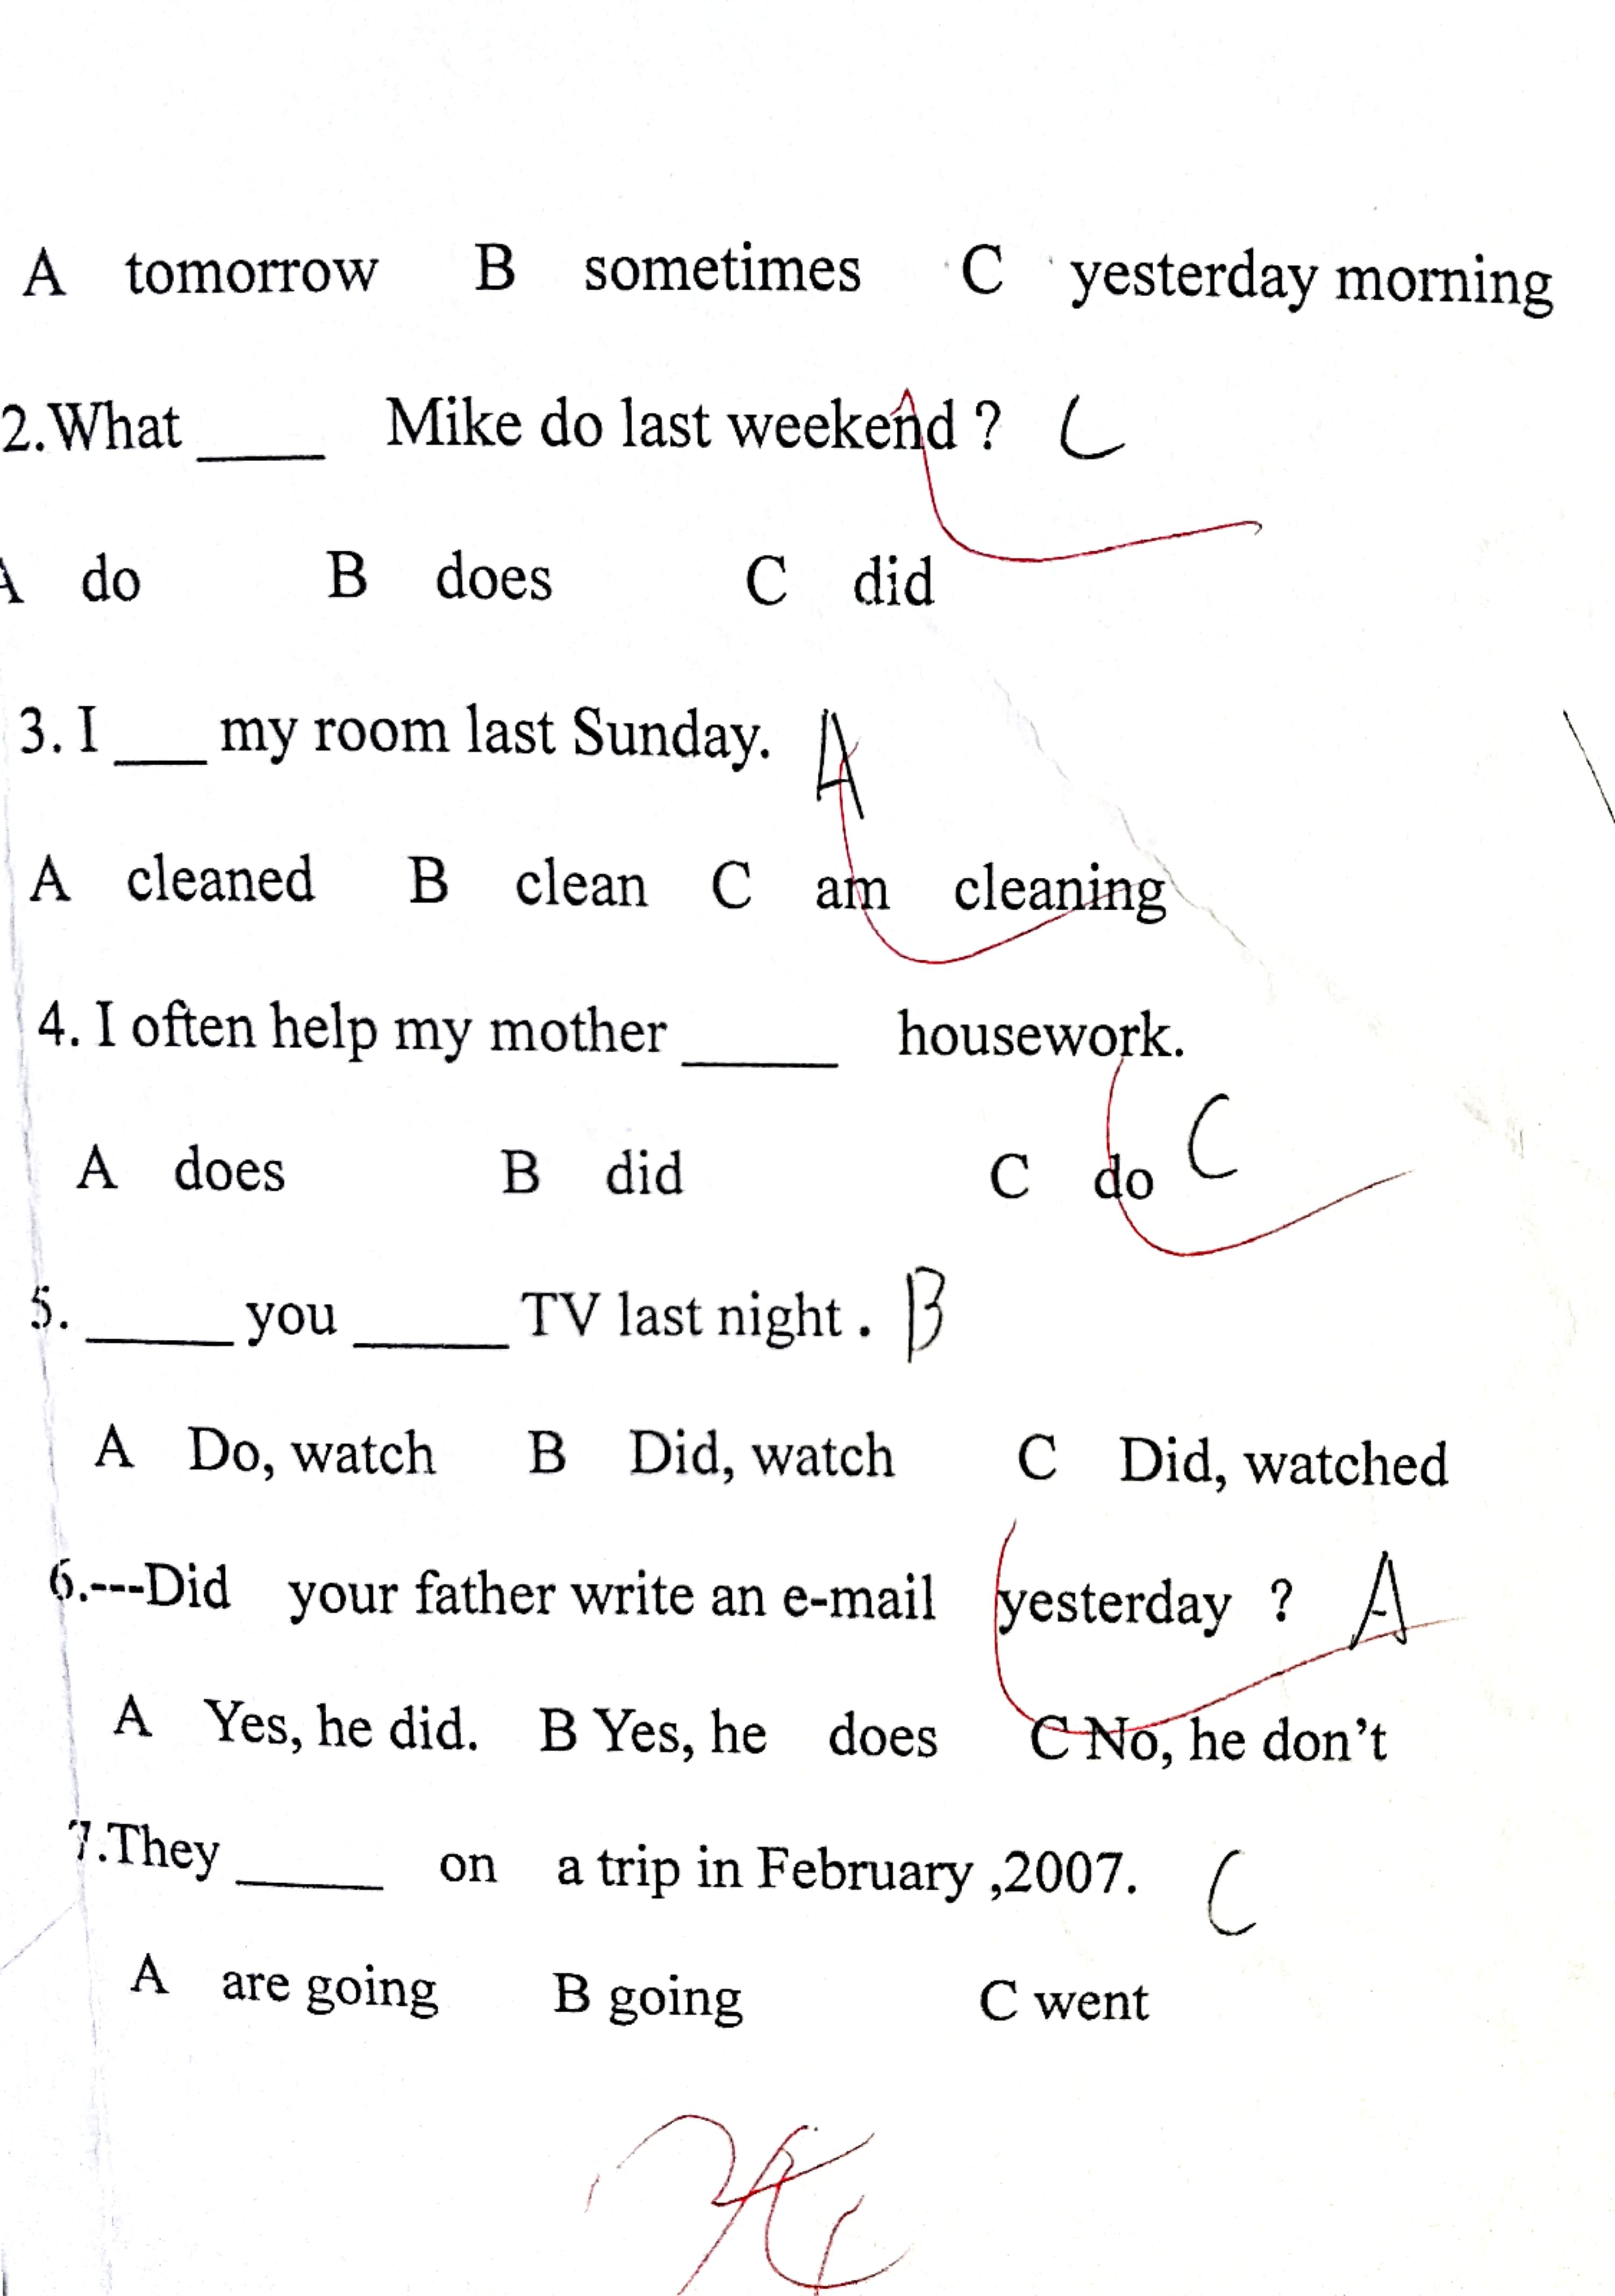 A tomorrow B sometimes C yesterday morning
2.What ____ Mike do last weekend ? C
A do B does C did
3. I ___ my room last Sunday. A
A cleaned B clean C am cleaning
4. I often help my mother _____ housework.
A does B did C do C
5. _____ you _____ TV last night . B
A Do, watch B Did, watch C Did, watched
6.---Did your father write an e-mail yesterday ? A
A Yes, he did. B Yes, he does C No, he don't
7.They _____ on a trip in February ,2007. C
A are going B going C went